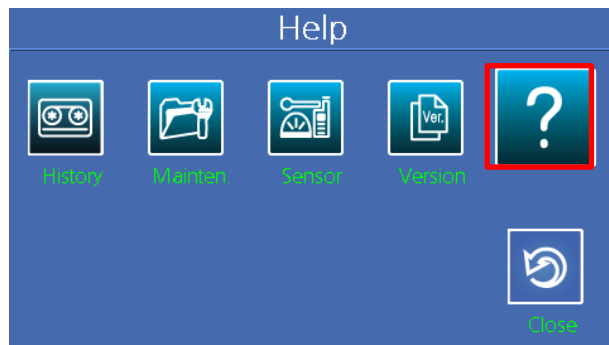 Help
Ver.
?
History
Mainten.
Sensor
Version
Close